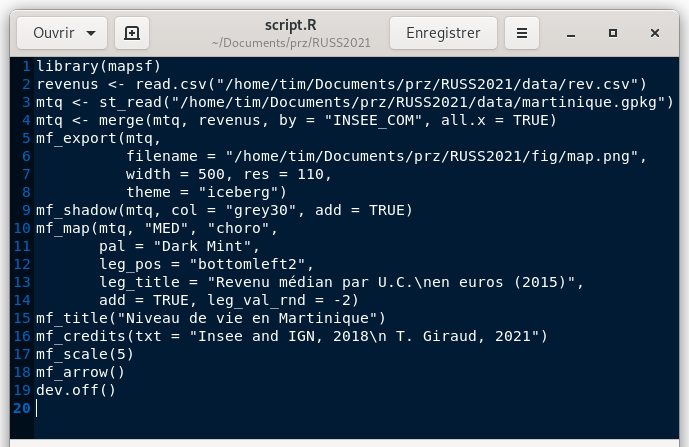 Ouvrir
script.R
~/Documents/prz/RUSS2021
Enregistrer
1 library(mapsf)
2 revenus <- read.csv("/home/tim/Documents/prz/RUSS2021/data/rev.csv")
3 mtq <- st_read("/home/tim/Documents/prz/RUSS2021/data/martinique.gpkg")
4 mtq <- merge(mtq, revenus, by = "INSEE_COM", all.x = TRUE)
5 mf_export(mtq,
6           filename = "/home/tim/Documents/prz/RUSS2021/fig/map.png",
7           width = 500, res = 110,
8           theme = "iceberg")
9 mf_shadow(mtq, col = "grey30", add = TRUE)
10 mf_map(mtq, "MED", "choro",
11        pal = "Dark Mint",
12        leg_pos = "bottomleft2",
13        leg_title = "Revenu médian par U.C.\nen euros (2015)",
14        add = TRUE, leg_val_rnd = -2)
15 mf_title("Niveau de vie en Martinique")
16 mf_credits(txt = "Insee and IGN, 2018\n T. Giraud, 2021")
17 mf_scale(5)
18 mf_arrow()
19 dev.off()
20